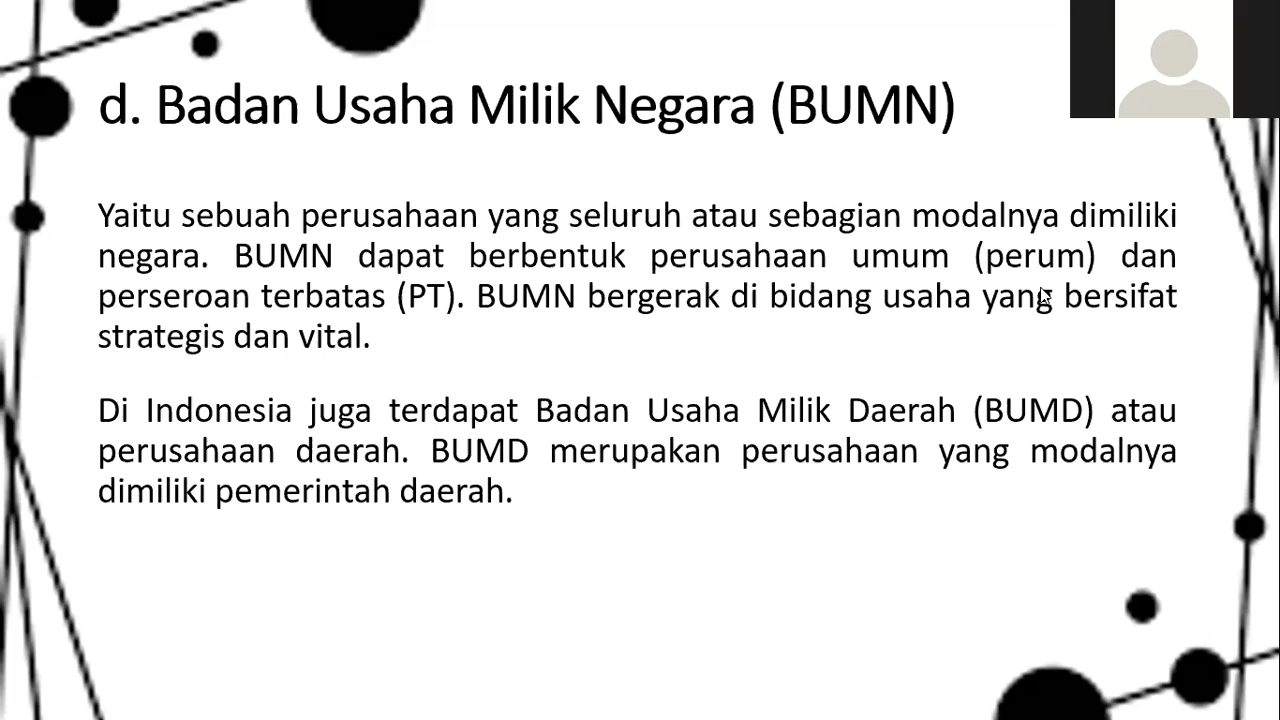 d. Badan Usaha Milik Negara (BUMN)
Yaitu sebuah perusahaan yang seluruh atau sebagian modalnya dimiliki
negara. BUMN dapat berbentuk perusahaan umum (perum) dan
perseroan terbatas (PT). BUMN bergerak di bidang usaha yang bersifat
strategis dan vital.
Di Indonesia juga terdapat Badan Usaha Milik Daerah (BUMD) atau
perusahaan daerah. BUMD merupakan perusahaan yang modalnya
dimiliki pemerintah daerah.